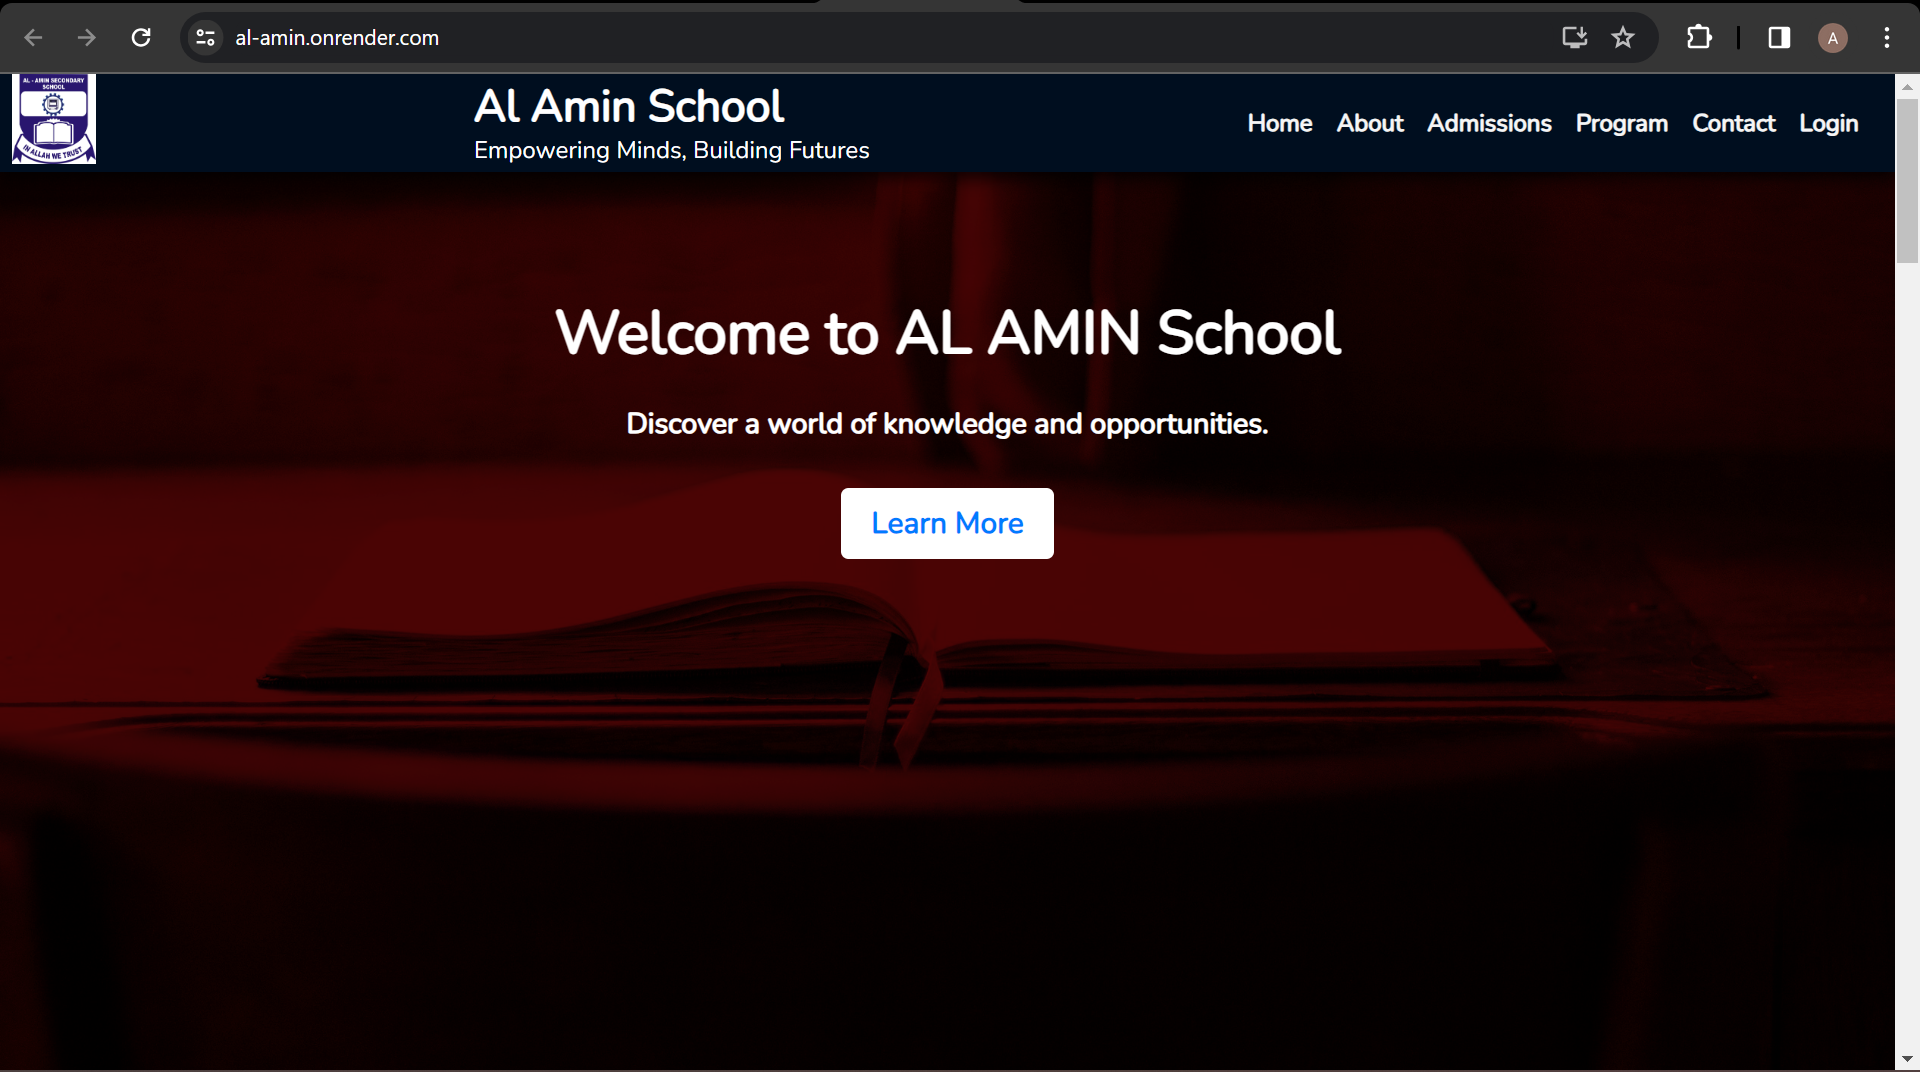 al-amin.onrender.com
A
AL - AMIN SECONDARY
SCHOOL
IN ALLAH WE TRUST
Al Amin School
Empowering Minds, Building Futures
Home About Admissions Program Contact Login
Welcome to AL AMIN School
Discover a world of knowledge and opportunities.
Learn More